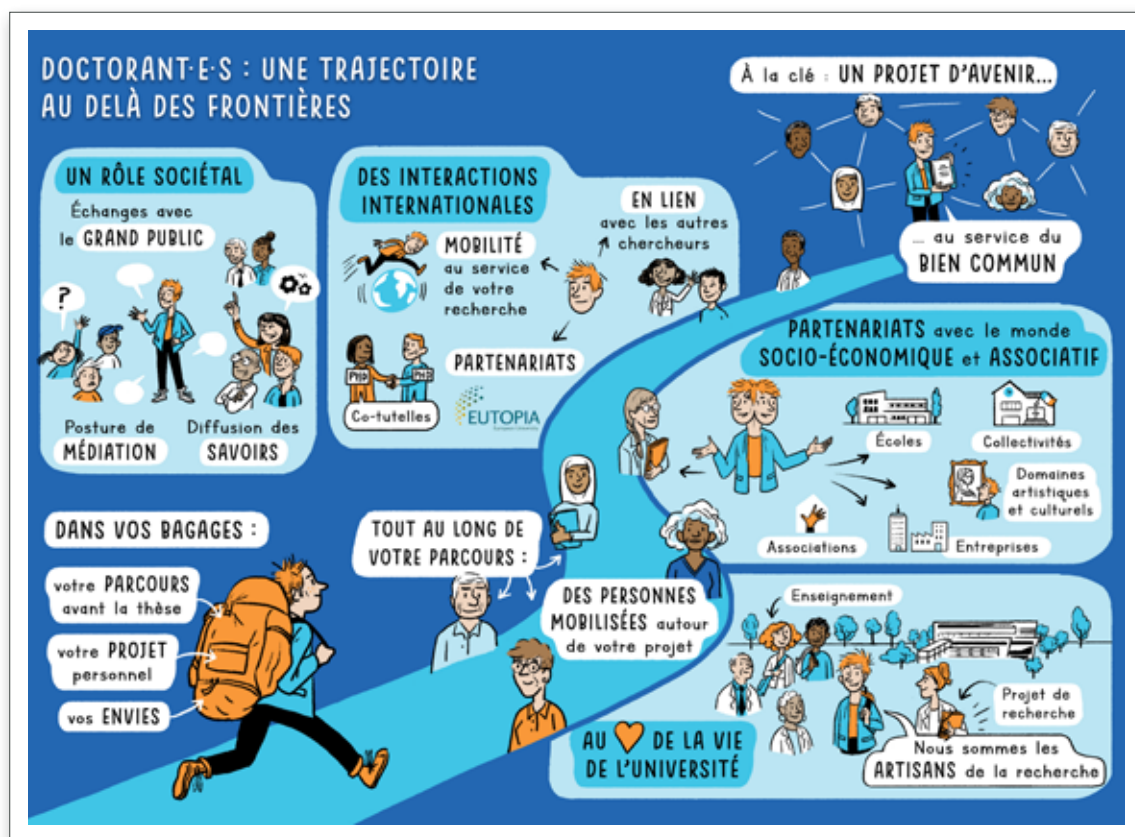 DOCTORANT·E·S : UNE TRAJECTOIRE
AU DELÀ DES FRONTIÈRES
UN RÔLE SOCIÉTAL
Échanges avec
le GRAND PUBLIC
?
Posture de
MÉDIATION
Diffusion des
SAVOIRS
DES INTERACTIONS
INTERNATIONALES
MOBILITÉ
au service
de votre
recherche
EN LIEN
avec les autres
chercheurs
PARTENARIATS
PHD
PHD
Co-tutelles
EUTOPIA
European University
À la clé : UN PROJET D'AVENIR...
... au service du
BIEN COMMUN
PARTENARIATS avec le monde
SOCIO-ÉCONOMIQUE et ASSOCIATIF
Écoles
Collectivités
Domaines
artistiques
et culturels
Associations
Entreprises
DANS VOS BAGAGES :
votre PARCOURS
avant la thèse
votre PROJET
personnel
vos ENVIES
TOUT AU LONG DE
VOTRE PARCOURS :
DES PERSONNES
MOBILISÉES autour
de votre projet
AU DE LA VIE
DE L'UNIVERSITÉ
Enseignement
Projet de
recherche
Nous sommes les
ARTISANS de la recherche